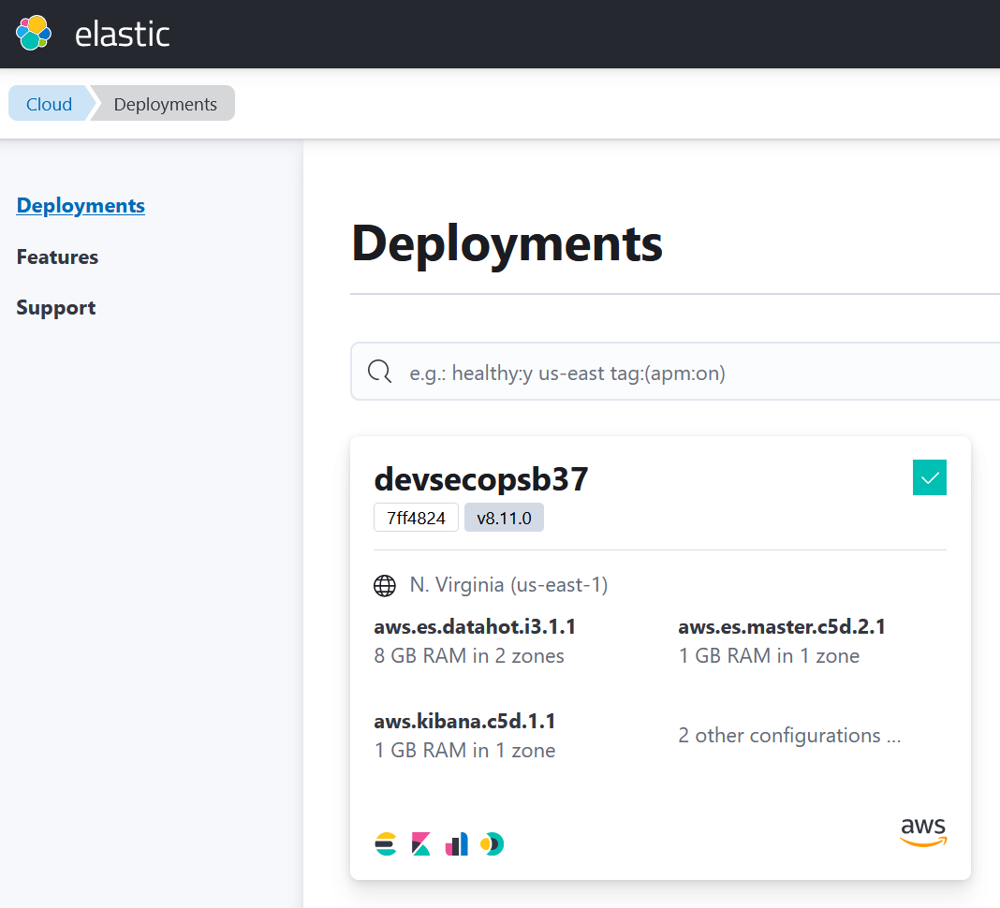 elastic
Cloud Deployments
Deployments
Features
Support
Deployments
e.g.: healthy:y us-east tag:(apm:on)
devsecopsb37
7ff4824 v8.11.0
N. Virginia (us-east-1)
aws.es.datahot.i3.1.1
8 GB RAM in 2 zones
aws.es.master.c5d.2.1
1 GB RAM in 1 zone
aws.kibana.c5d.1.1
1 GB RAM in 1 zone
2 other configurations ...
aws